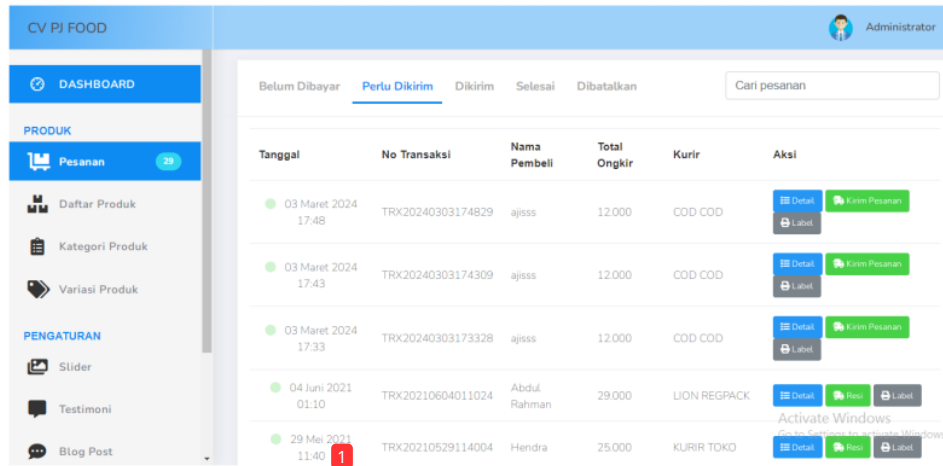 CV PJ FOOD
Administrator
DASHBOARD
PRODUK
Pesanan 29
Daftar Produk
Kategori Produk
Variasi Produk
PENGATURAN
Slider
Testimoni
Blog Post
Belum Dibayar Perlu Dikirim Dikirim Selesai Dibatalkan
Cari pesanan
Tanggal No Transaksi Nama Pembeli Total Ongkir Kurir Aksi
03 Maret 2024 17:48 TRX20240303174829 ajisss 12.000 COD COD Detail Kirim Pesanan Label
03 Maret 2024 17:43 TRX20240303174309 ajisss 12.000 COD COD Detail Kirim Pesanan Label
03 Maret 2024 17:33 TRX20240303173328 ajisss 12.000 COD COD Detail Kirim Pesanan Label
04 Juni 2021 01:10 TRX20210604011024 Abdul Rahman 29.000 LION REGPACK Detail Resi Label
29 Mei 2021 11:40 TRX20210529114004 Hendra 25.000 KURIR TOKO Detail Resi Label
1
Activate Windows
Go to Settings to activate Windows